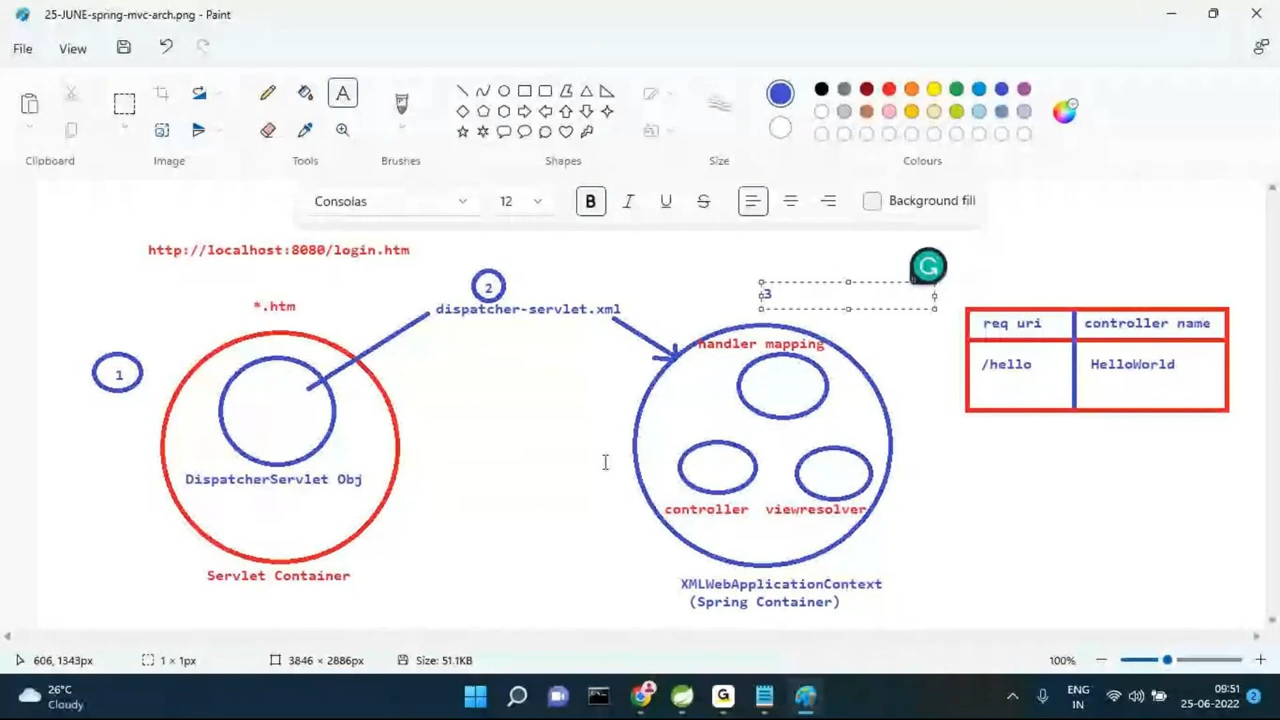 25-JUNE-spring-mvc-arch.png - Paint
File View
Clipboard Image Tools Brushes Shapes Size Colours
Consolas 12 B I U S Background fill
http://localhost:8080/login.htm
2
*.htm
dispatcher-servlet.xml
3
1
handler mapping
req uri controller name
/hello HelloWorld
DispatcherServlet Obj
controller viewresolver
Servlet Container
XMLWebApplicationContext
(Spring Container)
606, 1343px 1 × 1px 3846 × 2886px Size: 51.1KB 100%
26°C
Cloudy
ENG
IN
09:51
25-06-2022
2